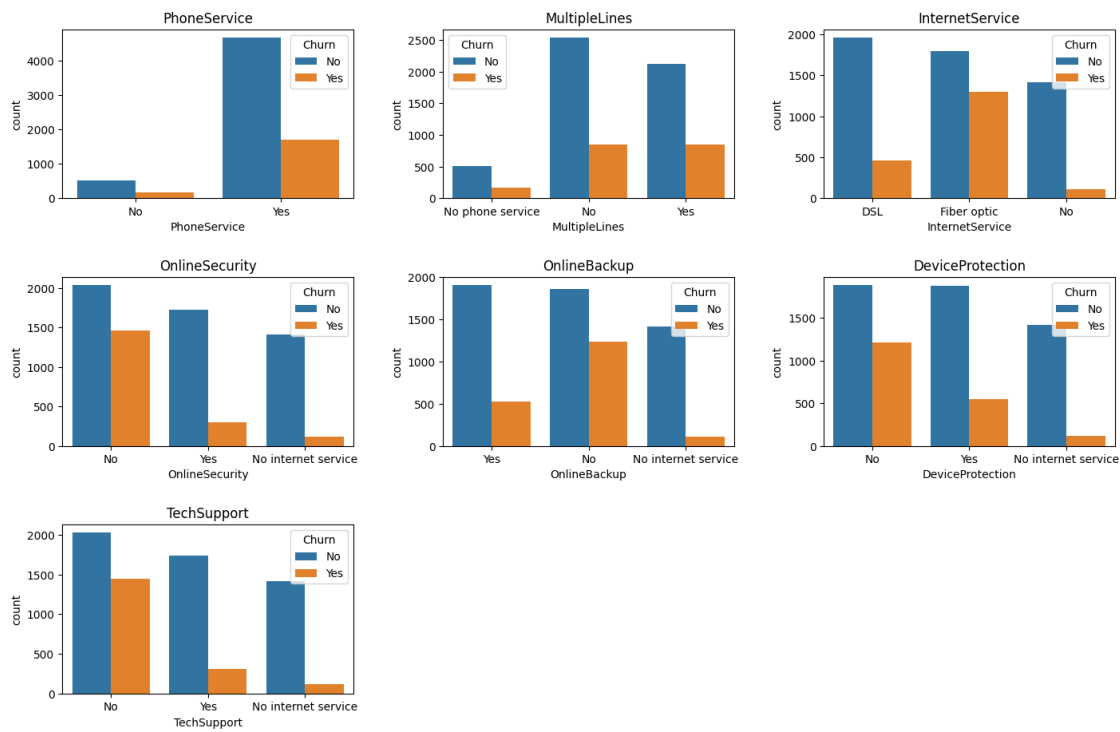 PhoneService
Churn
No
Yes
4000
3000
2000
1000
0
count
No Yes
PhoneService
MultipleLines
Churn
No
Yes
2500
2000
1500
1000
500
0
count
No phone service No Yes
MultipleLines
InternetService
Churn
No
Yes
2000
1500
1000
500
0
count
DSL Fiber optic No
InternetService
OnlineSecurity
Churn
No
Yes
2000
1500
1000
500
0
count
No Yes No internet service
OnlineSecurity
OnlineBackup
Churn
No
Yes
2000
1500
1000
500
0
count
Yes No No internet service
OnlineBackup
DeviceProtection
Churn
No
Yes
1500
1000
500
0
count
No Yes No internet service
DeviceProtection
TechSupport
Churn
No
Yes
2000
1500
1000
500
0
count
No Yes No internet service
TechSupport